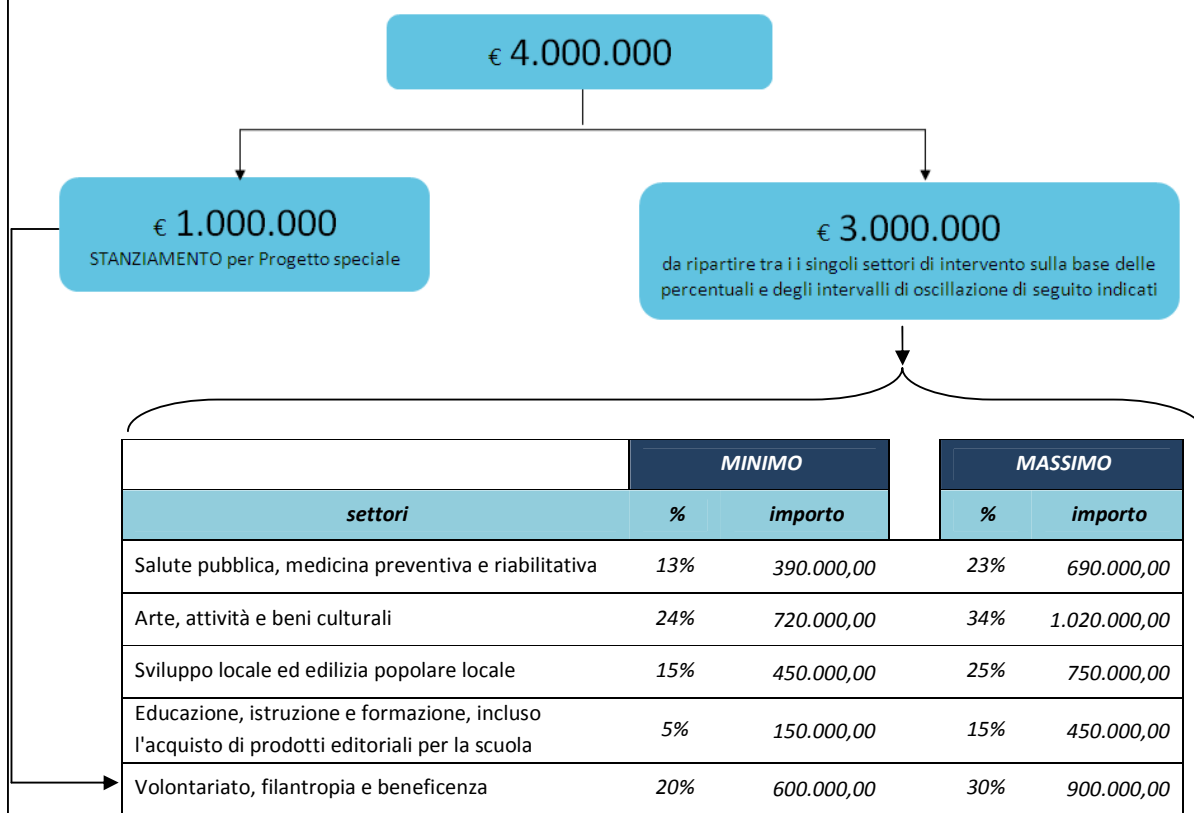 € 4.000.000
€ 1.000.000
STANZIAMENTO per Progetto speciale
€ 3.000.000
da ripartire tra i i singoli settori di intervento sulla base delle
percentuali e degli intervalli di oscillazione di seguito indicati
MINIMO MASSIMO
settori % importo % importo
Salute pubblica, medicina preventiva e riabilitativa 13% 390.000,00 23% 690.000,00
Arte, attività e beni culturali 24% 720.000,00 34% 1.020.000,00
Sviluppo locale ed edilizia popolare locale 15% 450.000,00 25% 750.000,00
Educazione, istruzione e formazione, incluso
l'acquisto di prodotti editoriali per la scuola 5% 150.000,00 15% 450.000,00
Volontariato, filantropia e beneficenza 20% 600.000,00 30% 900.000,00